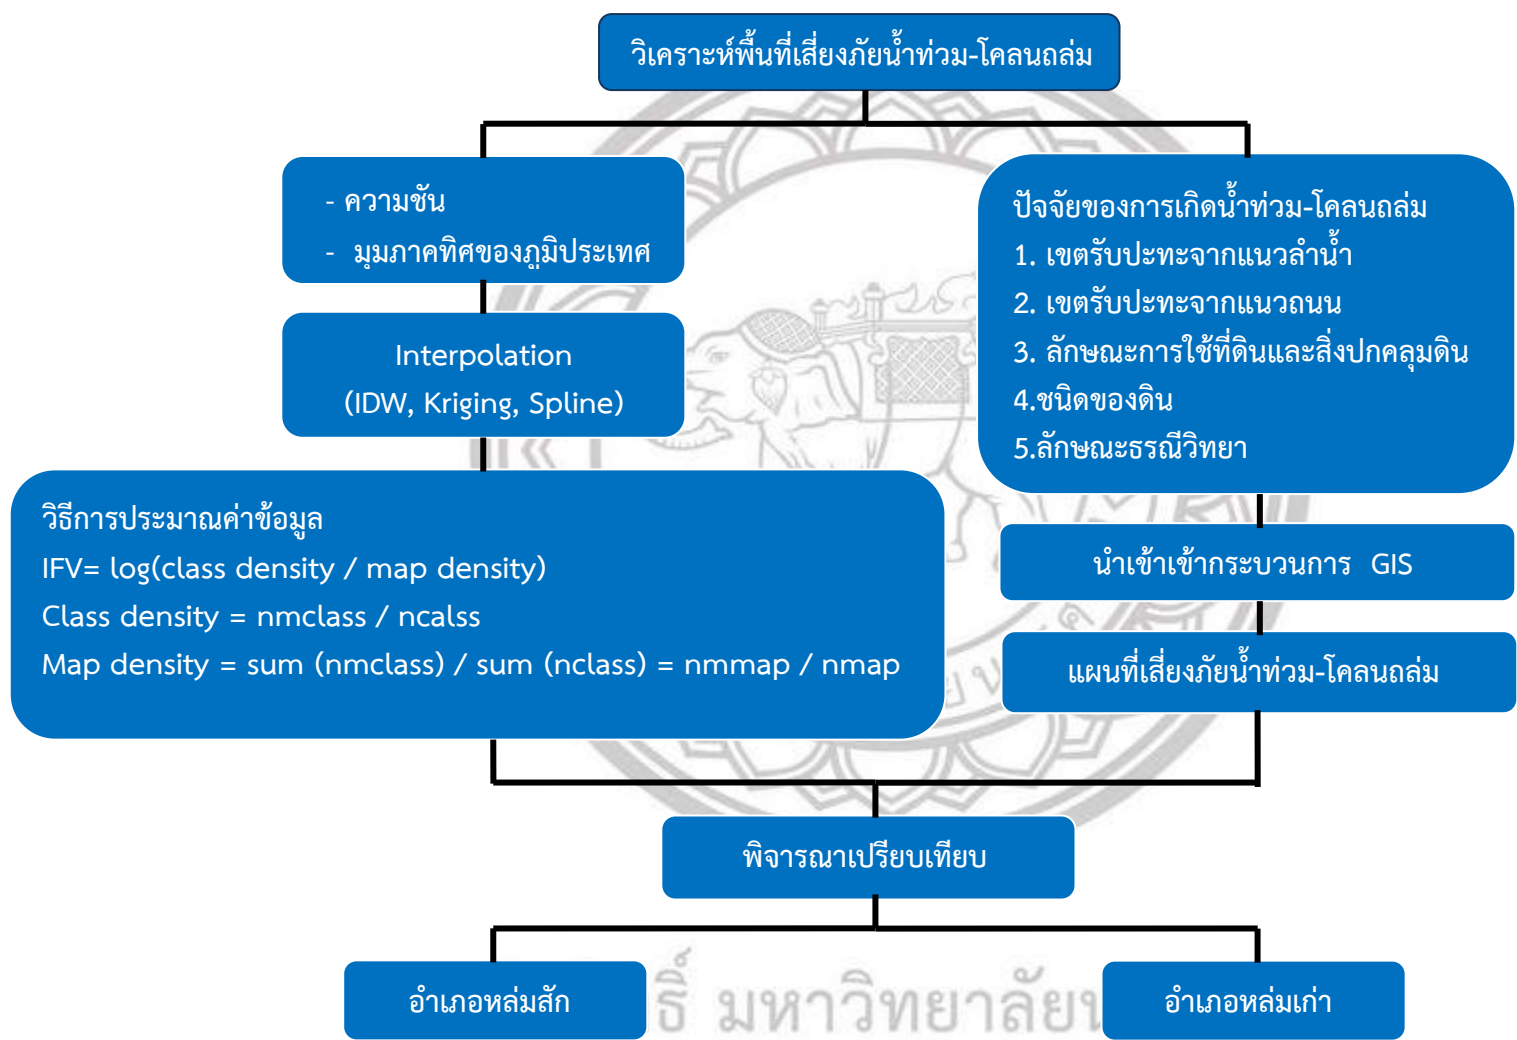 วิเคราะห์พื้นที่เสี่ยงภัยน้ำท่วม-โคลนถล่ม
- ความชัน
- มุมภาคทิศของภูมิประเทศ
Interpolation
(IDW, Kriging, Spline)
วิธีการประมาณค่าข้อมูล
IFV= log(class density / map density)
Class density = nmclass / ncalss
Map density = sum (nmclass) / sum (nclass) = nmmap / nmap
ปัจจัยของการเกิดน้ำท่วม-โคลนถล่ม
1. เขตรับปะทะจากแนวลำน้ำ
2. เขตรับปะทะจากแนวถนน
3. ลักษณะการใช้ที่ดินและสิ่งปกคลุมดิน
4.ชนิดของดิน
5.ลักษณะธรณีวิทยา
นำเข้าเข้ากระบวนการ GIS
แผนที่เสี่ยงภัยน้ำท่วม-โคลนถล่ม
พิจารณาเปรียบเทียบ
อำเภอหล่มสัก
อำเภอหล่มเก่า
มหาวิทยาลัย